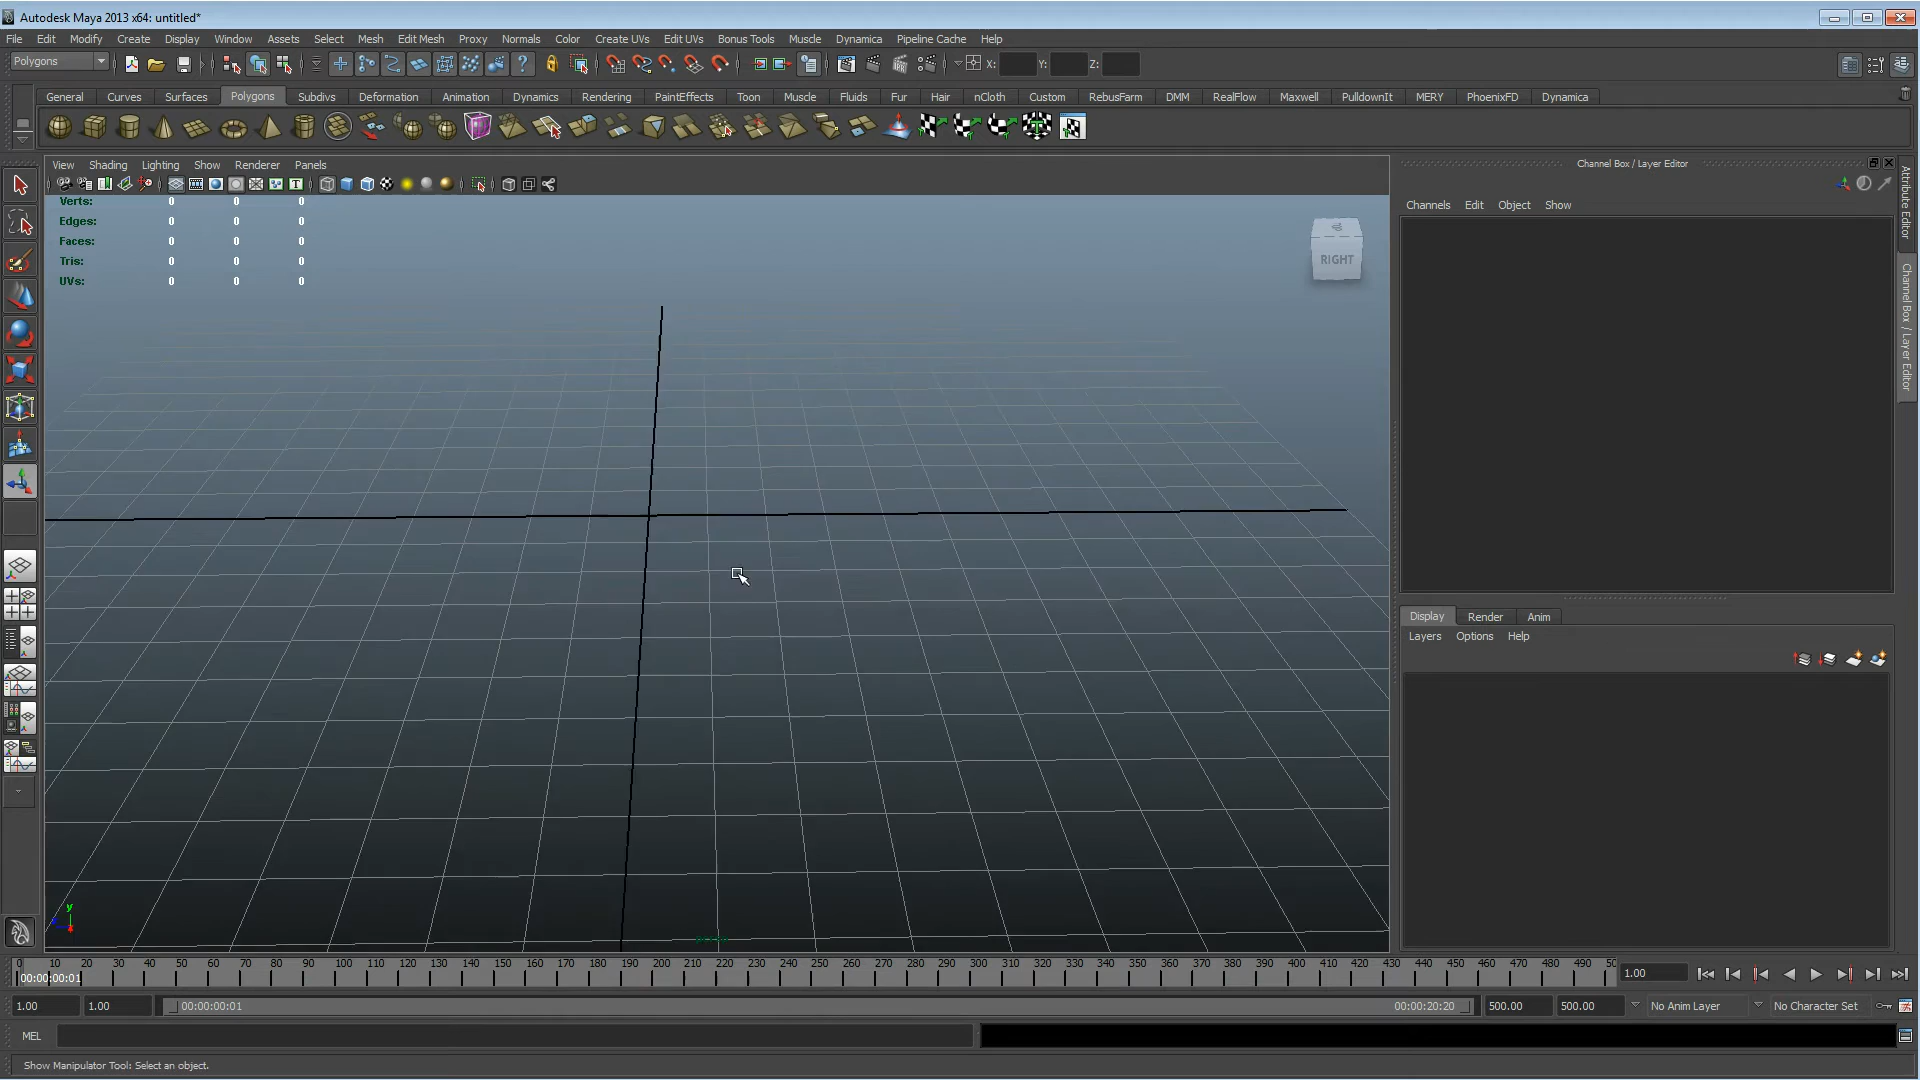 Autodesk Maya 2013 x64: untitled*
File Edit Modify Create Display Window Assets Select Mesh Edit Mesh Proxy Normals Color Create UVs Edit UVs Bonus Tools Muscle Dynamica Pipeline Cache Help
Polygons X: Y: Z:
General Curves Surfaces Polygons Subdivs Deformation Animation Dynamics Rendering PaintEffects Toon Muscle Fluids Fur Hair nCloth Custom RebusFarm DMM RealFlow Maxwell PulldownIt MERY PhoenixFD Dynamica
View Shading Lighting Show Renderer Panels
Channel Box / Layer Editor
Channels Edit Object Show
Attribute Editor
Channel Box / Layer Editor
Verts: 0 0 0
Edges: 0 0 0
Faces: 0 0 0
Tris: 0 0 0
UVs: 0 0 0
RIGHT
Display Render Anim
Layers Options Help
y
persp
0 10 20 30 40 50 60 70 80 90 100 110 120 130 140 150 160 170 180 190 200 210 220 230 240 250 260 270 280 290 300 310 320 330 340 350 360 370 380 390 400 410 420 430 440 450 460 470 480 490 50
00:00:00:01 1.00
1.00 1.00 00:00:00:01 00:00:20:20 500.00 500.00 No Anim Layer No Character Set
MEL
Show Manipulator Tool: Select an object.